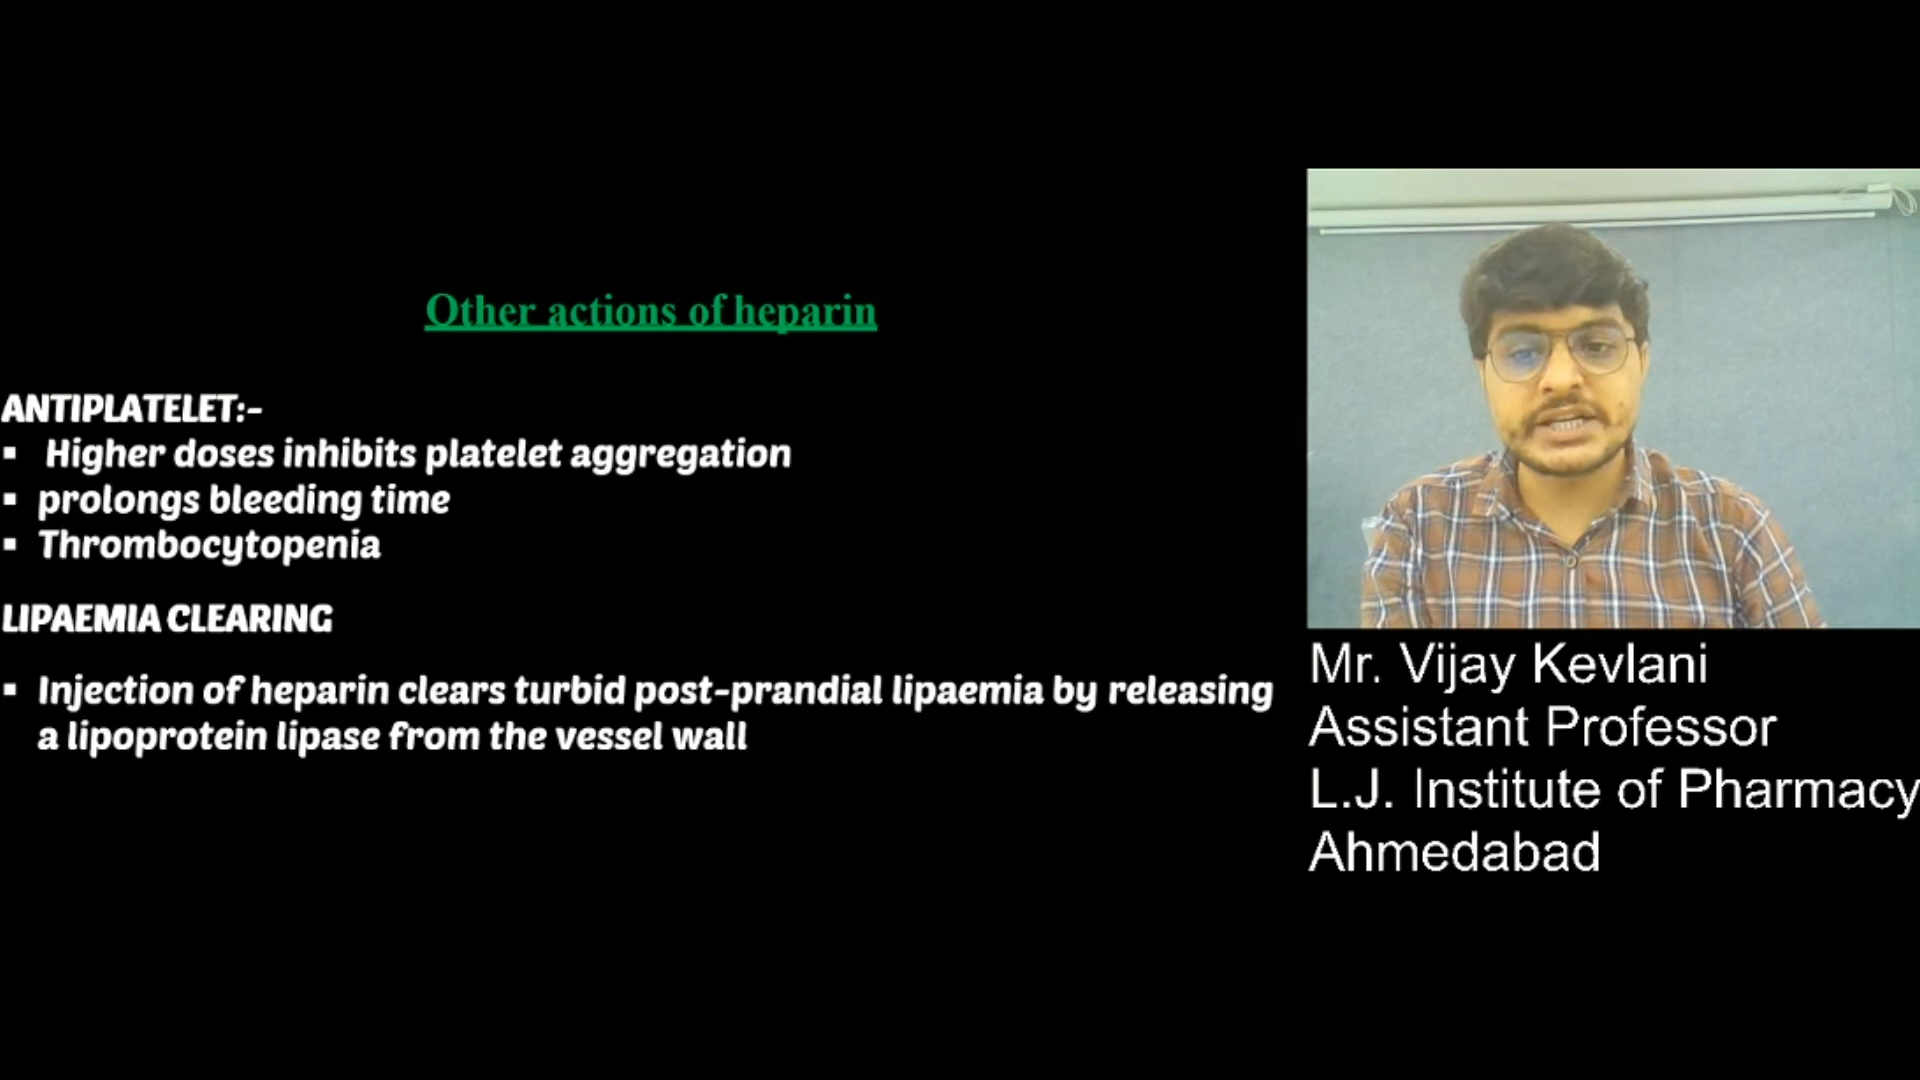 Other actions of heparin
ANTIPLATELET:-
▪ Higher doses inhibits platelet aggregation
▪ prolongs bleeding time
▪ Thrombocytopenia
LIPAEMIA CLEARING
▪ Injection of heparin clears turbid post-prandial lipaemia by releasing
a lipoprotein lipase from the vessel wall
Mr. Vijay Kevlani
Assistant Professor
L.J. Institute of Pharmacy
Ahmedabad